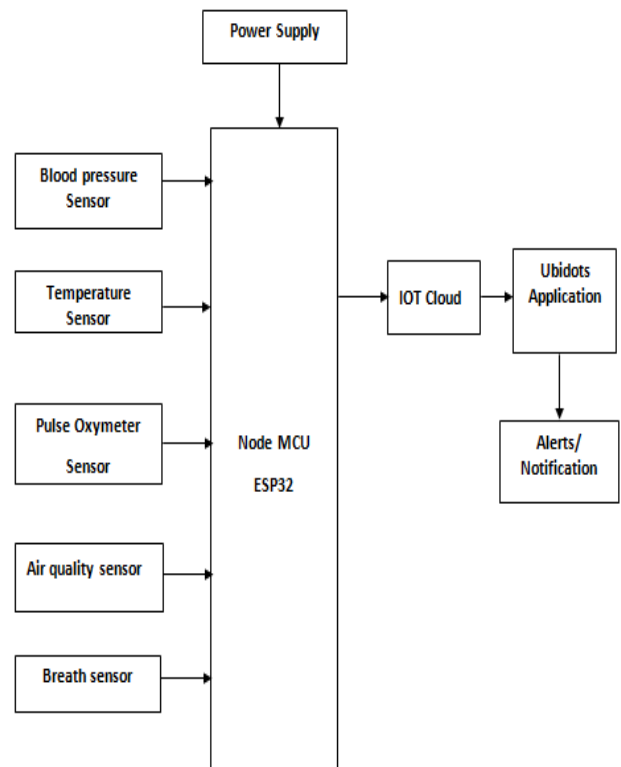 Power Supply
Blood pressure
Sensor
Temperature
Sensor
Pulse Oxymeter
Sensor
Air quality sensor
Breath sensor
Node MCU
ESP32
IOT Cloud
Ubidots
Application
Alerts/
Notification